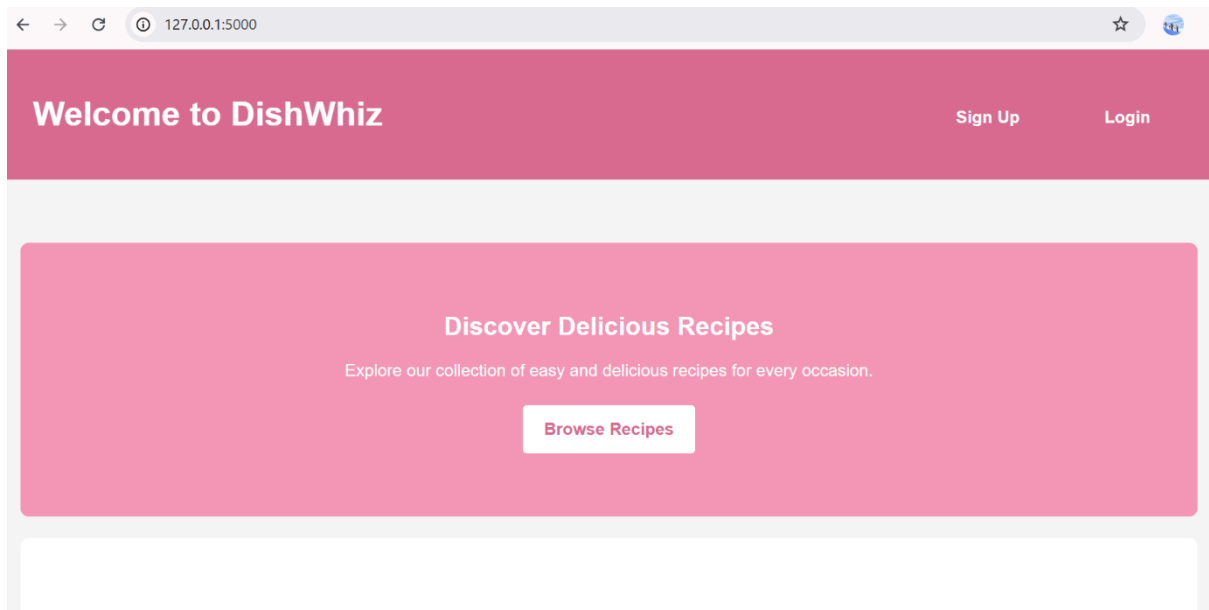 127.0.0.1:5000
Welcome to DishWhiz
Sign Up
Login
Discover Delicious Recipes
Explore our collection of easy and delicious recipes for every occasion.
Browse Recipes